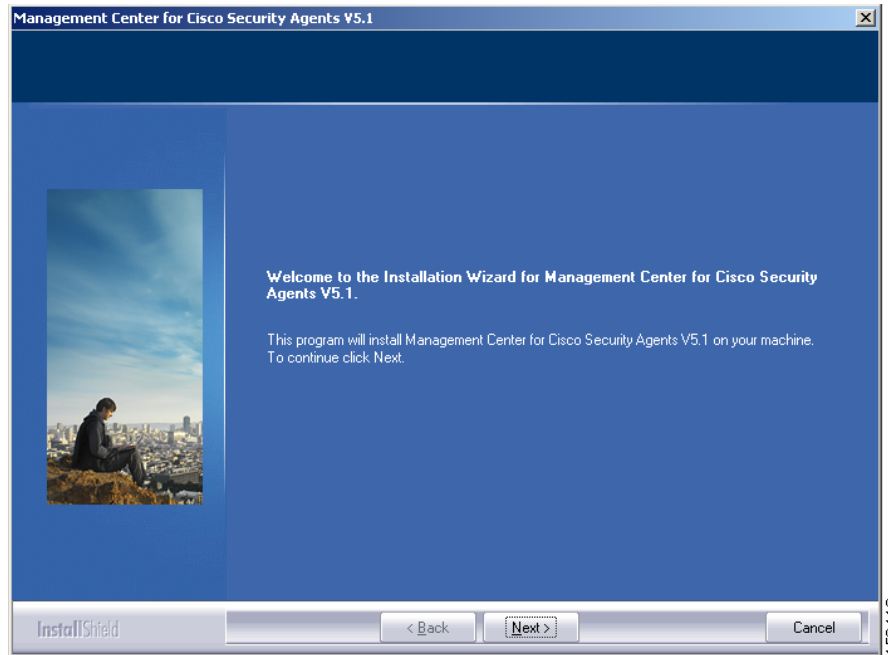 Management Center for Cisco Security Agents V5.1
Welcome to the Installation Wizard for Management Center for Cisco Security
Agents V5.1.
This program will install Management Center for Cisco Security Agents V5.1 on your machine.
To continue click Next.
InstallShield
< Back
Next >
Cancel